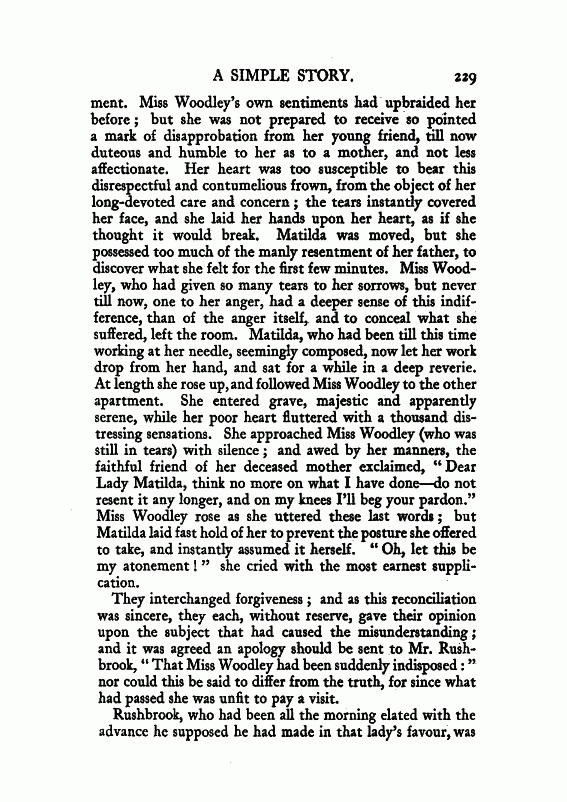 A SIMPLE STORY. 229
ment. Miss Woodley's own sentiments had upbraided her
before; but she was not prepared to receive so pointed
a mark of disapprobation from her young friend, till now
duteous and humble to her as to a mother, and not less
affectionate. Her heart was too susceptible to bear this
disrespectful and contumelious frown, from the object of her
long-devoted care and concern; the tears instantly covered
her face, and she laid her hands upon her heart, as if she
thought it would break. Matilda was moved, but she
possessed too much of the manly resentment of her father, to
discover what she felt for the first few minutes. Miss Wood-
ley, who had given so many tears to her sorrows, but never
till now, one to her anger, had a deeper sense of this indif-
ference, than of the anger itself, and to conceal what she
suffered, left the room. Matilda, who had been till this time
working at her needle, seemingly composed, now let her work
drop from her hand, and sat for a while in a deep reverie.
At length she rose up, and followed Miss Woodley to the other
apartment. She entered grave, majestic and apparently
serene, while her poor heart fluttered with a thousand dis-
tressing sensations. She approached Miss Woodley (who was
still in tears) with silence; and awed by her manners, the
faithful friend of her deceased mother exclaimed, "Dear
Lady Matilda, think no more on what I have done—do not
resent it any longer, and on my knees I'll beg your pardon."
Miss Woodley rose as she uttered these last words; but
Matilda laid fast hold of her to prevent the posture she offered
to take, and instantly assumed it herself. "Oh, let this be
my atonement!" she cried with the most earnest suppli-
cation.
They interchanged forgiveness; and as this reconciliation
was sincere, they each, without reserve, gave their opinion
upon the subject that had caused the misunderstanding;
and it was agreed an apology should be sent to Mr. Rush-
brook, "That Miss Woodley had been suddenly indisposed:"
nor could this be said to differ from the truth, for since what
had passed she was unfit to pay a visit.
Rushbrook, who had been all the morning elated with the
advance he supposed he had made in that lady's favour, was